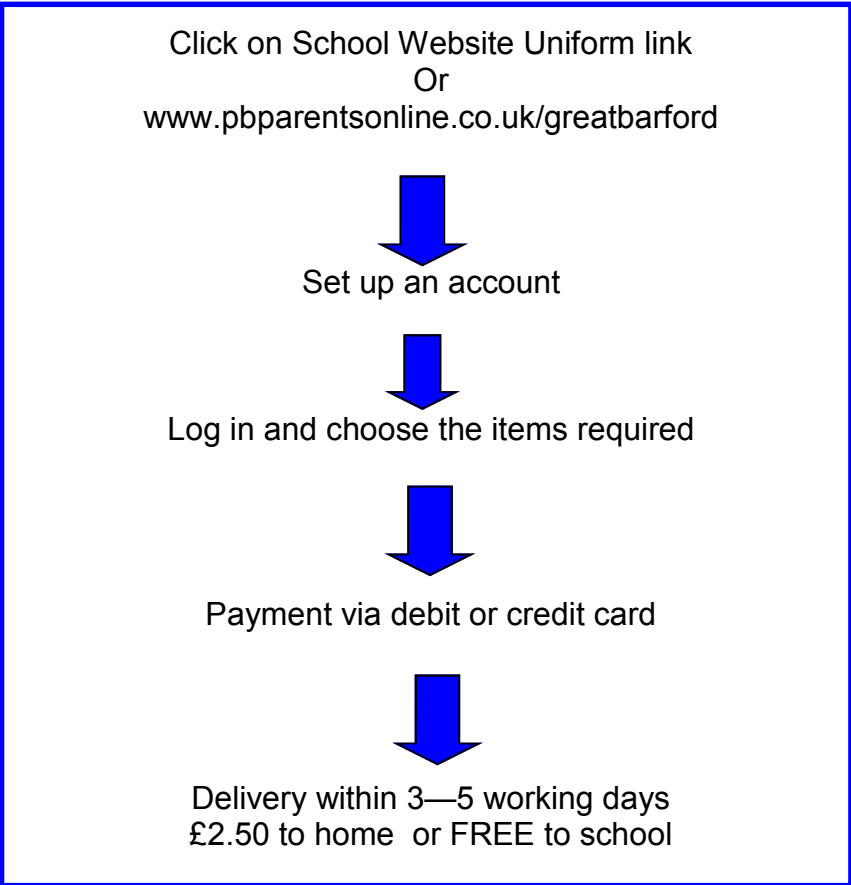 Click on School Website Uniform link
Or
www.pbparentsonline.co.uk/greatbarford
Set up an account
Log in and choose the items required
Payment via debit or credit card
Delivery within 3—5 working days
£2.50 to home or FREE to school